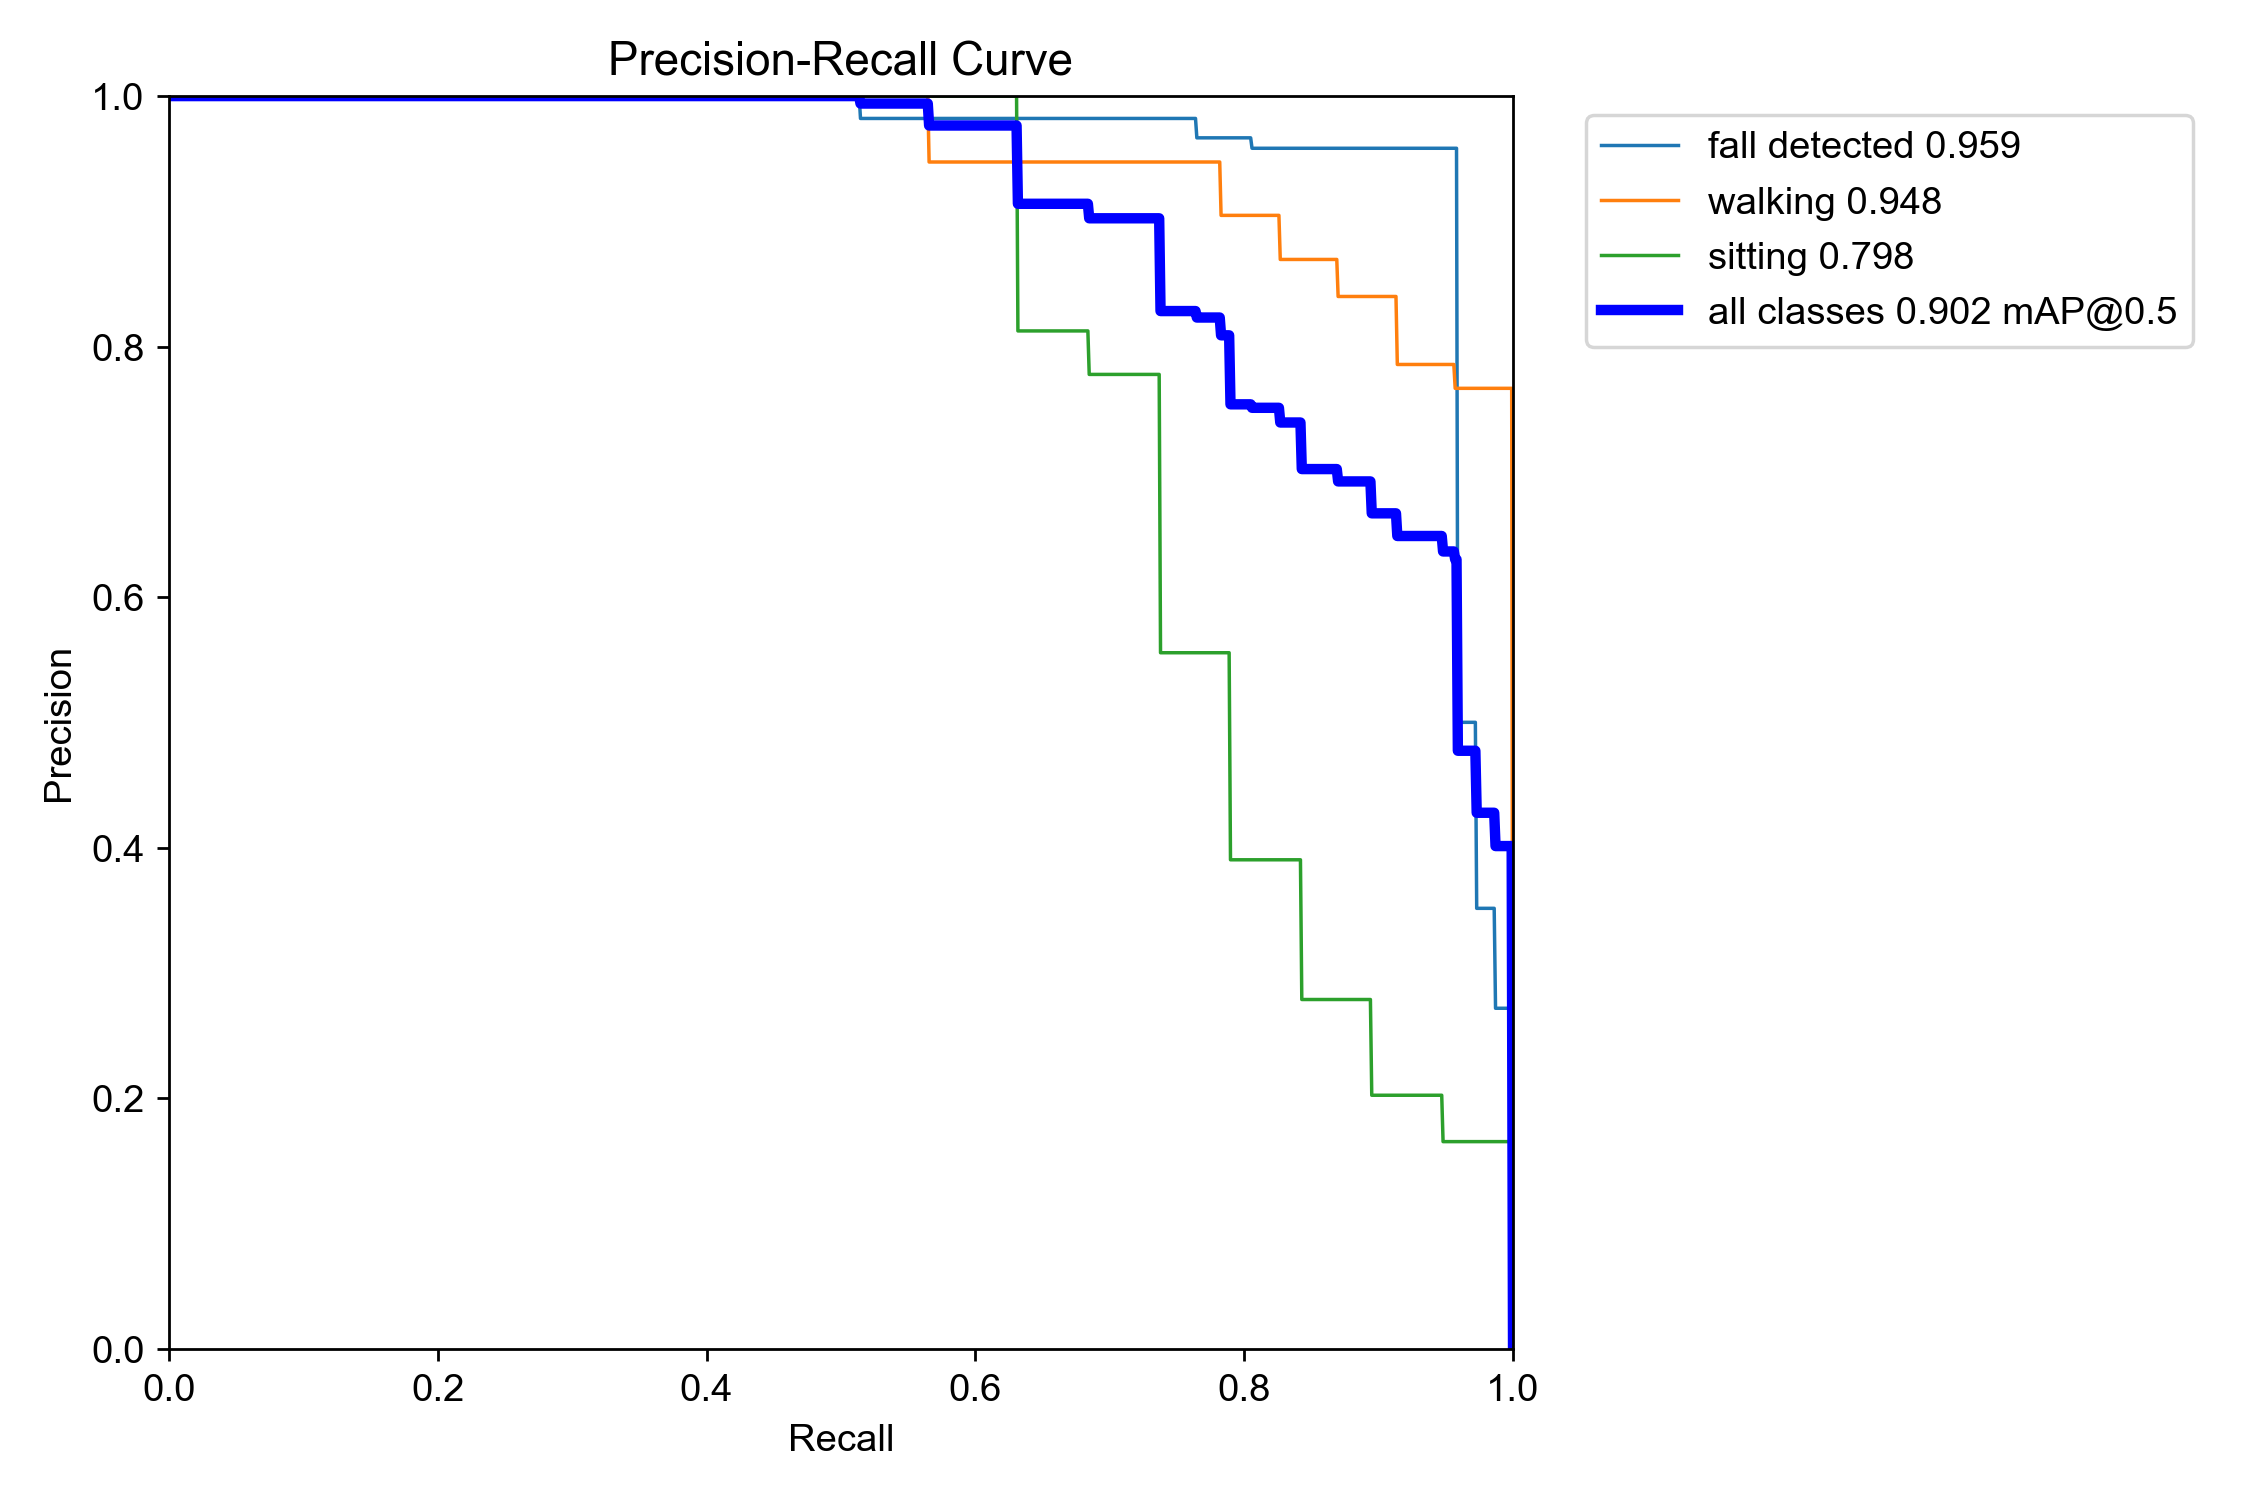 Precision-Recall Curve
1.0
0.8
0.6
0.4
0.2
0.0
Precision
0.0 0.2 0.4 0.6 0.8 1.0
Recall
fall detected 0.959
walking 0.948
sitting 0.798
all classes 0.902 mAP@0.5